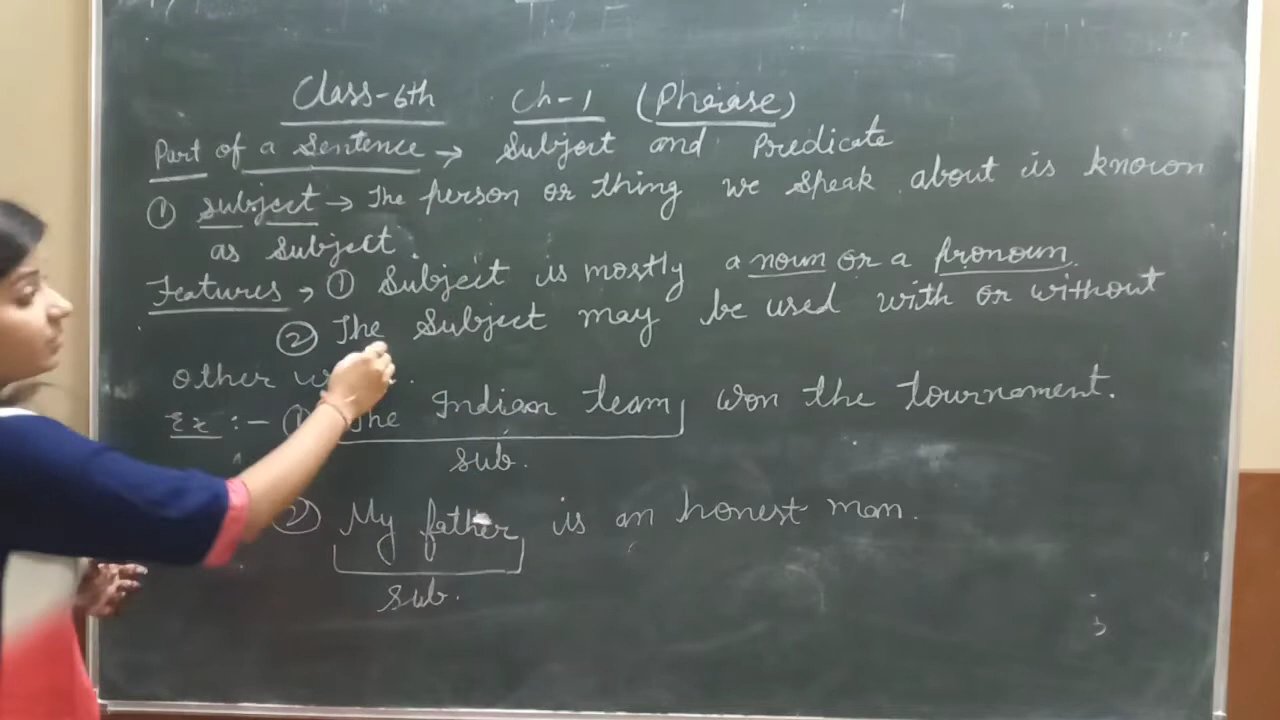 Class-6th Ch-1 (Phrase)
Part of a Sentence → Subject and Predicate
① Subject → The person or thing we speak about is known
as Subject.
Features → ① Subject is mostly a noun or a pronoun.
② The Subject may be used with or without
other
Ex :- ① The Indian team won the tournament.
sub.
② My father is an honest man.
sub.